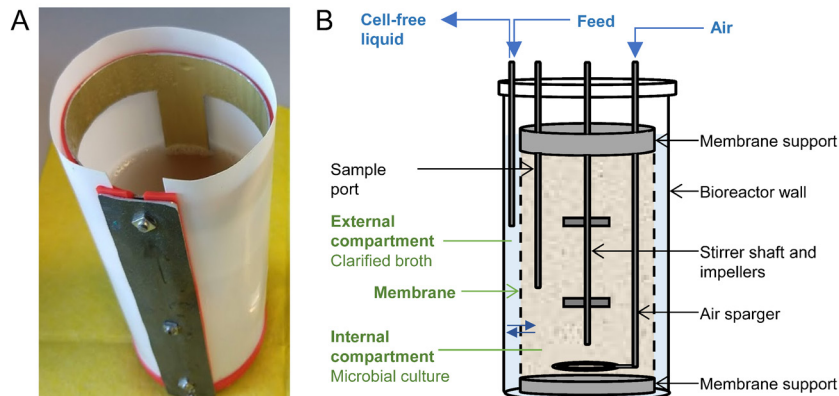 A
B
Cell-free
liquid
Feed
Air
Membrane support
Sample
port
Bioreactor wall
External
compartment
Clarified broth
Stirrer shaft and
impellers
Membrane
Air sparger
Internal
compartment
Microbial culture
Membrane support